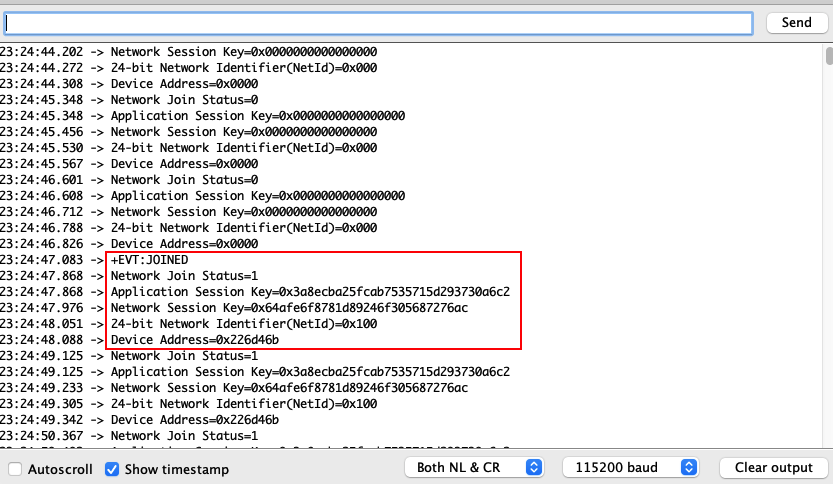 Send
23:24:44.202 -> Network Session Key=0x0000000000000000
23:24:44.272 -> 24-bit Network Identifier(NetId)=0x000
23:24:44.308 -> Device Address=0x0000
23:24:45.348 -> Network Join Status=0
23:24:45.348 -> Application Session Key=0x0000000000000000
23:24:45.456 -> Network Session Key=0x0000000000000000
23:24:45.530 -> 24-bit Network Identifier(NetId)=0x000
23:24:45.567 -> Device Address=0x0000
23:24:46.601 -> Network Join Status=0
23:24:46.608 -> Application Session Key=0x0000000000000000
23:24:46.712 -> Network Session Key=0x0000000000000000
23:24:46.788 -> 24-bit Network Identifier(NetId)=0x000
23:24:46.826 -> Device Address=0x0000
23:24:47.083 -> +EVT:JOINED
23:24:47.868 -> Network Join Status=1
23:24:47.868 -> Application Session Key=0x3a8ecba25fcab7535715d293730a6c2
23:24:47.976 -> Network Session Key=0x64afe6f8781d89246f305687276ac
23:24:48.051 -> 24-bit Network Identifier(NetId)=0x100
23:24:48.088 -> Device Address=0x226d46b
23:24:49.125 -> Network Join Status=1
23:24:49.125 -> Application Session Key=0x3a8ecba25fcab7535715d293730a6c2
23:24:49.233 -> Network Session Key=0x64afe6f8781d89246f305687276ac
23:24:49.305 -> 24-bit Network Identifier(NetId)=0x100
23:24:49.342 -> Device Address=0x226d46b
23:24:50.367 -> Network Join Status=1
Autoscroll
Show timestamp
Both NL & CR
115200 baud
Clear output